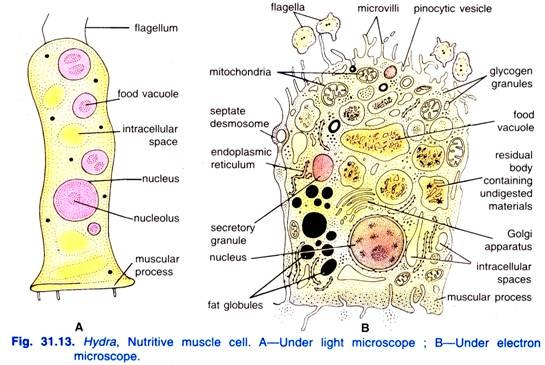 flagellum
food vacuole
intracellular
space
nucleus
nucleolus
muscular
process
A
flagella
microvilli
pinocytic vesicle
mitochondria
septate
desmosome
endoplasmic
reticulum
secretory
granule
nucleus
fat globules
glycogen
granules
food
vacuole
residual
body
containing
undigested
materials
Golgi
apparatus
intracellular
spaces
muscular process
B
Fig. 31.13. Hydra, Nutritive muscle cell. A—Under light microscope ; B—Under electron
microscope.